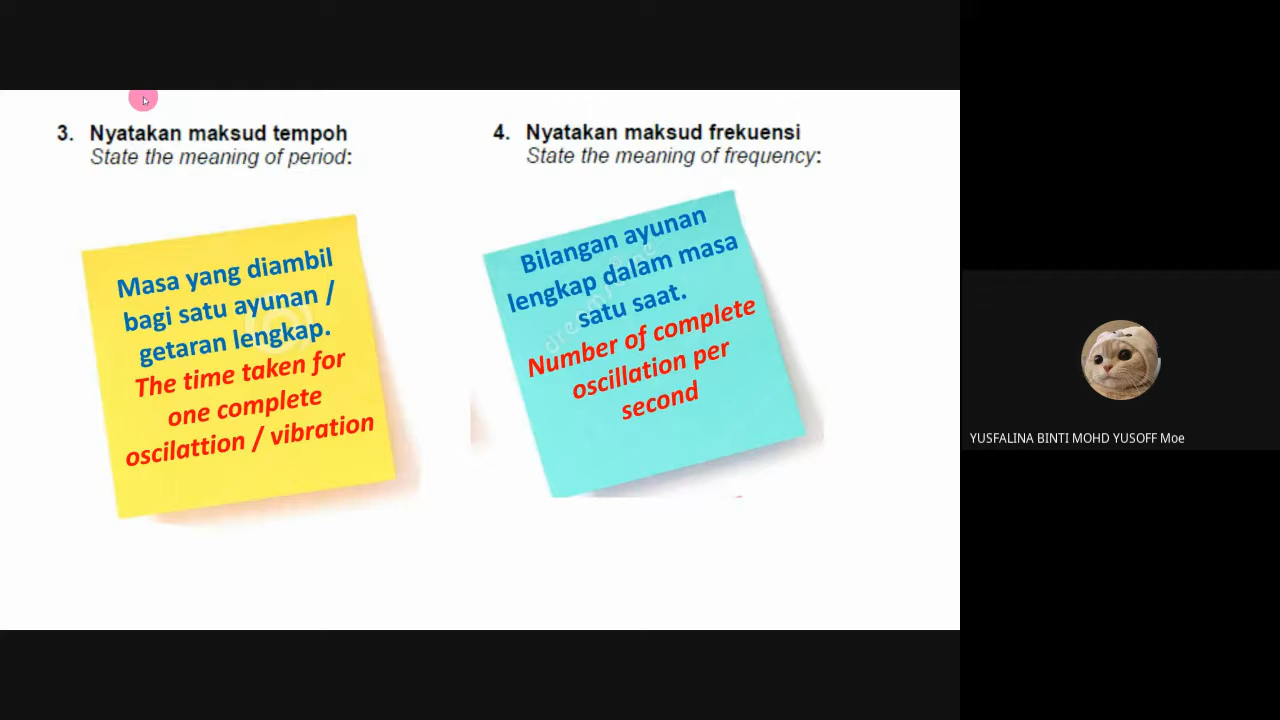 3. Nyatakan maksud tempoh
State the meaning of period:
Masa yang diambil
bagi satu ayunan /
getaran lengkap.
The time taken for
one complete
oscilattion / vibration
4. Nyatakan maksud frekuensi
State the meaning of frequency:
Bilangan ayunan
lengkap dalam masa
satu saat.
Number of complete
oscillation per
second
YUSFALINA BINTI MOHD YUSOFF Moe